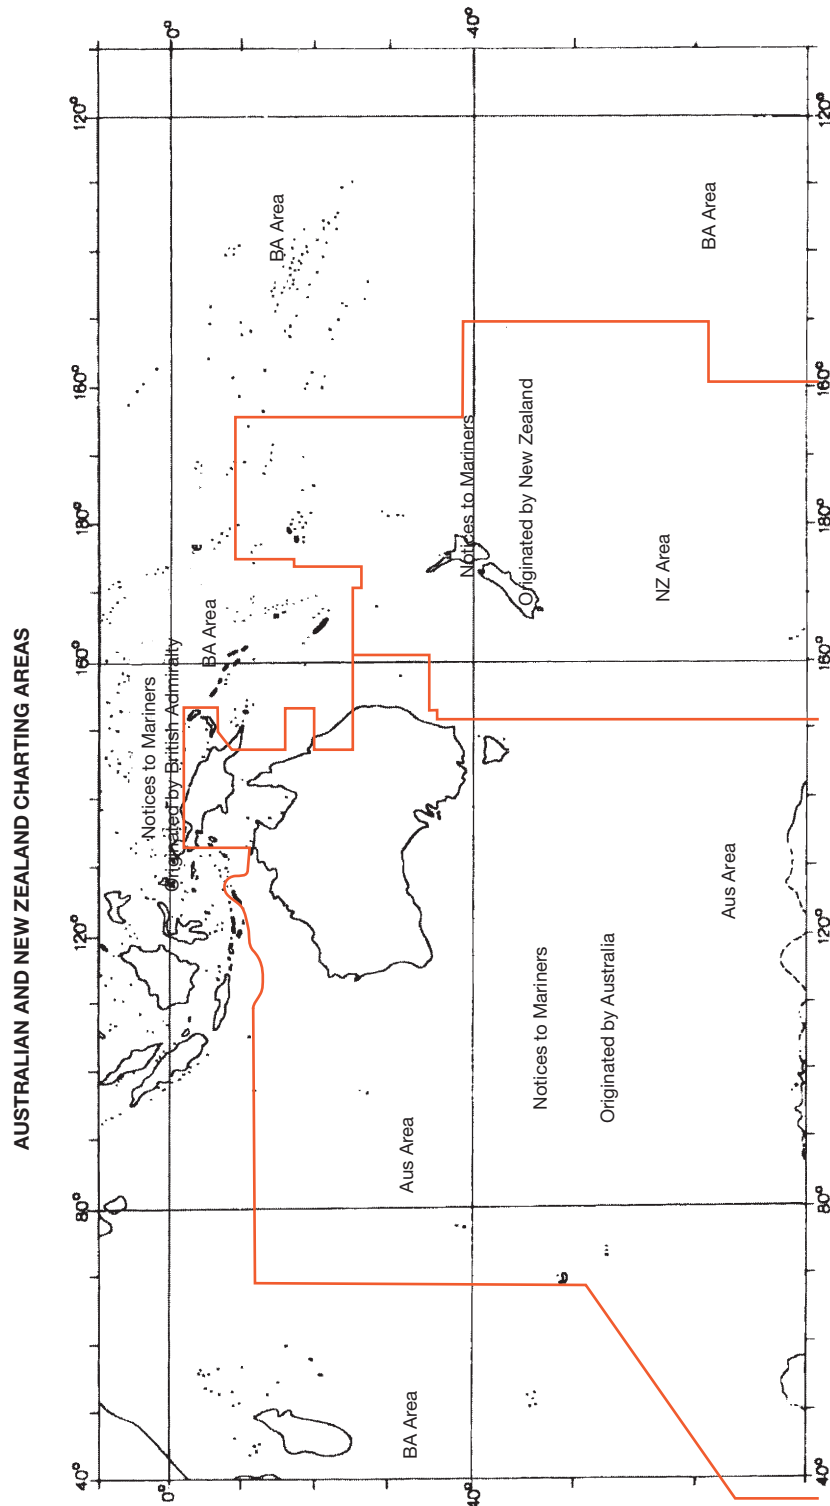 AUSTRALIAN AND NEW ZEALAND CHARTING AREAS
40°
80°
120°
160°
180°
160°
120°
0°
0°
Notices to Mariners
Originated by British Admiralty
BA Area
BA Area
BA Area
Aus Area
40°
40°
Notices to Mariners
Originated by New Zealand
Notices to Mariners
Originated by Australia
NZ Area
BA Area
Aus Area
40°
80°
120°
160°
180°
160°
120°